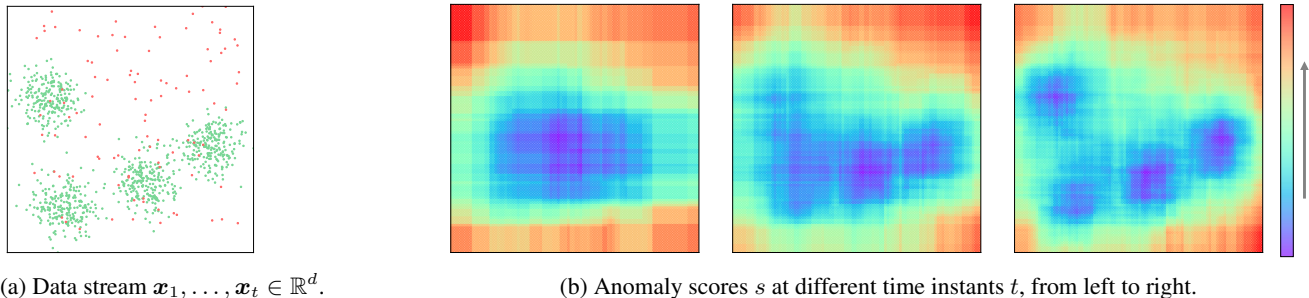 (a) Data stream x₁, . . . , xₜ ∈ ℝᵈ.
(b) Anomaly scores s at different time instants t, from left to right.